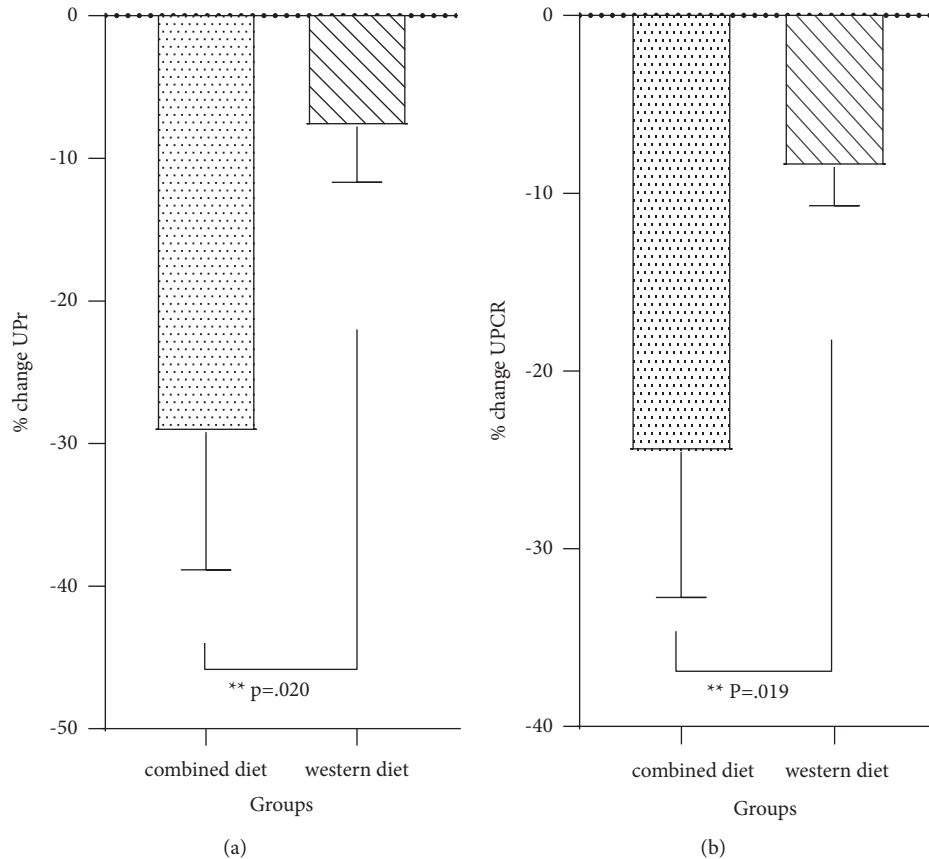 % change UPr
0
-10
-20
-30
-40
-50
** p=.020
combined diet western diet
Groups
(a)
% change UPCR
0
-10
-20
-30
-40
** P=.019
combined diet western diet
Groups
(b)